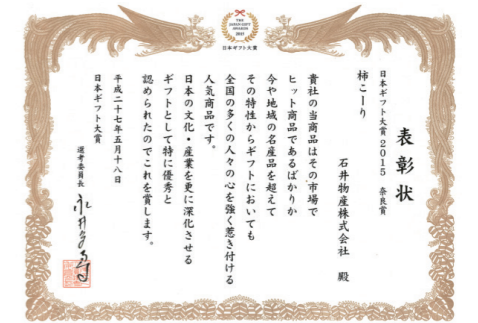 THE
JAPAN GIFT
AWARDS
2015
日本ギフト大賞
表彰状
日本ギフト大賞2015 奈良賞
柿こーり
石井物産株式会社 殿
貴社の当商品はその市場で
ヒット商品であるばかりか
今や地域の名産品を超えて
その特性からギフトにおいても
全国の多くの人々の心を強く惹き付ける
人気商品です。
日本の文化・産業を更に深化させる
ギフトとして特に優秀と
認められたのでこれを賞します。
平成二十七年五月十八日
日本ギフト大賞
選考委員長